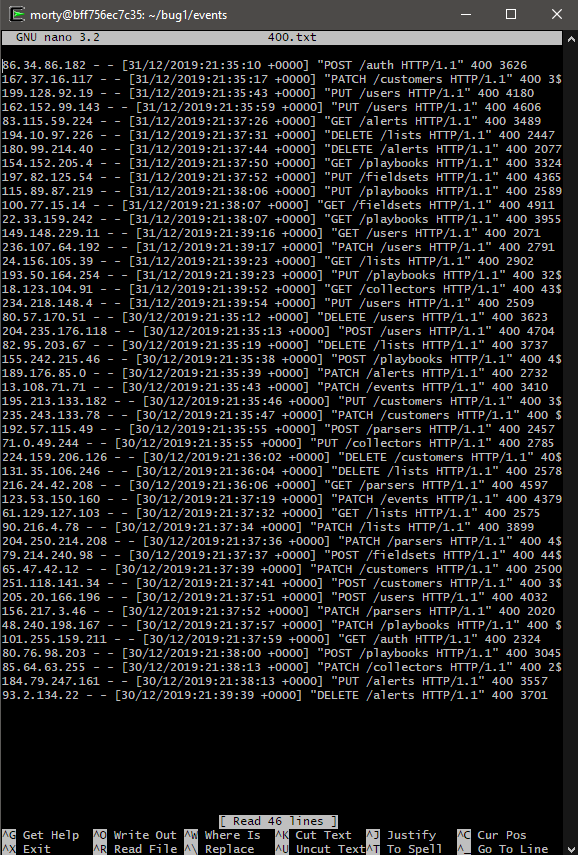 morty@bff756ec7c35: ~/bug1/events
GNU nano 3.2 400.txt
86.34.86.182 - - [31/12/2019:21:35:10 +0000] "POST /auth HTTP/1.1" 400 3626
167.37.16.117 - - [31/12/2019:21:35:17 +0000] "PATCH /customers HTTP/1.1" 400 3$
199.128.92.19 - - [31/12/2019:21:35:43 +0000] "PUT /users HTTP/1.1" 400 4180
162.152.99.143 - - [31/12/2019:21:35:59 +0000] "PUT /users HTTP/1.1" 400 4606
83.115.59.224 - - [31/12/2019:21:37:26 +0000] "GET /alerts HTTP/1.1" 400 3489
194.10.97.226 - - [31/12/2019:21:37:31 +0000] "DELETE /lists HTTP/1.1" 400 2447
180.99.214.40 - - [31/12/2019:21:37:44 +0000] "DELETE /alerts HTTP/1.1" 400 2077
154.152.205.4 - - [31/12/2019:21:37:50 +0000] "GET /playbooks HTTP/1.1" 400 3324
197.82.125.54 - - [31/12/2019:21:37:52 +0000] "PUT /fieldsets HTTP/1.1" 400 4365
115.89.87.219 - - [31/12/2019:21:38:06 +0000] "PUT /playbooks HTTP/1.1" 400 2589
100.77.15.14 - - [31/12/2019:21:38:07 +0000] "GET /fieldsets HTTP/1.1" 400 4911
22.33.159.242 - - [31/12/2019:21:38:07 +0000] "GET /playbooks HTTP/1.1" 400 3955
149.148.229.11 - - [31/12/2019:21:39:16 +0000] "GET /users HTTP/1.1" 400 2071
236.107.64.192 - - [31/12/2019:21:39:17 +0000] "PATCH /users HTTP/1.1" 400 2791
24.156.105.39 - - [31/12/2019:21:39:23 +0000] "GET /lists HTTP/1.1" 400 2902
193.50.164.254 - - [31/12/2019:21:39:23 +0000] "PUT /playbooks HTTP/1.1" 400 32$
18.123.104.91 - - [31/12/2019:21:39:52 +0000] "GET /collectors HTTP/1.1" 400 43$
234.218.148.4 - - [31/12/2019:21:39:54 +0000] "PUT /users HTTP/1.1" 400 2509
80.57.170.51 - - [30/12/2019:21:35:12 +0000] "DELETE /users HTTP/1.1" 400 3623
204.235.176.118 - - [30/12/2019:21:35:13 +0000] "POST /users HTTP/1.1" 400 4704
82.95.203.67 - - [30/12/2019:21:35:19 +0000] "DELETE /lists HTTP/1.1" 400 3737
155.242.215.46 - - [30/12/2019:21:35:38 +0000] "POST /playbooks HTTP/1.1" 400 4$
189.176.85.0 - - [30/12/2019:21:35:39 +0000] "PATCH /alerts HTTP/1.1" 400 2732
13.108.71.71 - - [30/12/2019:21:35:43 +0000] "PATCH /events HTTP/1.1" 400 3410
195.213.133.182 - - [30/12/2019:21:35:46 +0000] "PUT /customers HTTP/1.1" 400 3$
235.243.133.78 - - [30/12/2019:21:35:47 +0000] "PATCH /customers HTTP/1.1" 400 $
192.57.115.49 - - [30/12/2019:21:35:55 +0000] "POST /parsers HTTP/1.1" 400 2457
71.0.49.244 - - [30/12/2019:21:35:55 +0000] "PUT /collectors HTTP/1.1" 400 2785
224.159.206.126 - - [30/12/2019:21:36:02 +0000] "DELETE /customers HTTP/1.1" 40$
131.35.106.246 - - [30/12/2019:21:36:04 +0000] "DELETE /lists HTTP/1.1" 400 2578
216.24.42.208 - - [30/12/2019:21:36:06 +0000] "GET /parsers HTTP/1.1" 400 4597
123.53.150.160 - - [30/12/2019:21:37:19 +0000] "PATCH /events HTTP/1.1" 400 4379
61.129.127.103 - - [30/12/2019:21:37:32 +0000] "GET /lists HTTP/1.1" 400 2575
90.216.4.78 - - [30/12/2019:21:37:34 +0000] "PATCH /lists HTTP/1.1" 400 3899
204.250.214.208 - - [30/12/2019:21:37:36 +0000] "PATCH /parsers HTTP/1.1" 400 4$
79.214.240.98 - - [30/12/2019:21:37:37 +0000] "POST /fieldsets HTTP/1.1" 400 44$
65.47.42.12 - - [30/12/2019:21:37:39 +0000] "PATCH /customers HTTP/1.1" 400 2500
251.118.141.34 - - [30/12/2019:21:37:41 +0000] "POST /customers HTTP/1.1" 400 3$
205.20.166.196 - - [30/12/2019:21:37:51 +0000] "POST /users HTTP/1.1" 400 4032
156.217.3.46 - - [30/12/2019:21:37:52 +0000] "PATCH /parsers HTTP/1.1" 400 2020
48.240.198.167 - - [30/12/2019:21:37:57 +0000] "PATCH /playbooks HTTP/1.1" 400 $
101.255.159.211 - - [30/12/2019:21:37:59 +0000] "GET /auth HTTP/1.1" 400 2324
80.76.98.203 - - [30/12/2019:21:38:00 +0000] "POST /playbooks HTTP/1.1" 400 3045
85.64.63.255 - - [30/12/2019:21:38:13 +0000] "PATCH /collectors HTTP/1.1" 400 2$
184.79.247.161 - - [30/12/2019:21:38:13 +0000] "PUT /alerts HTTP/1.1" 400 3557
93.2.134.22 - - [30/12/2019:21:39:39 +0000] "DELETE /alerts HTTP/1.1" 400 3701
[ Read 46 lines ]
^G Get Help ^O Write Out ^W Where Is ^K Cut Text ^J Justify ^C Cur Pos
^X Exit ^R Read File ^\ Replace ^U Uncut Text ^T To Spell ^_ Go To Line